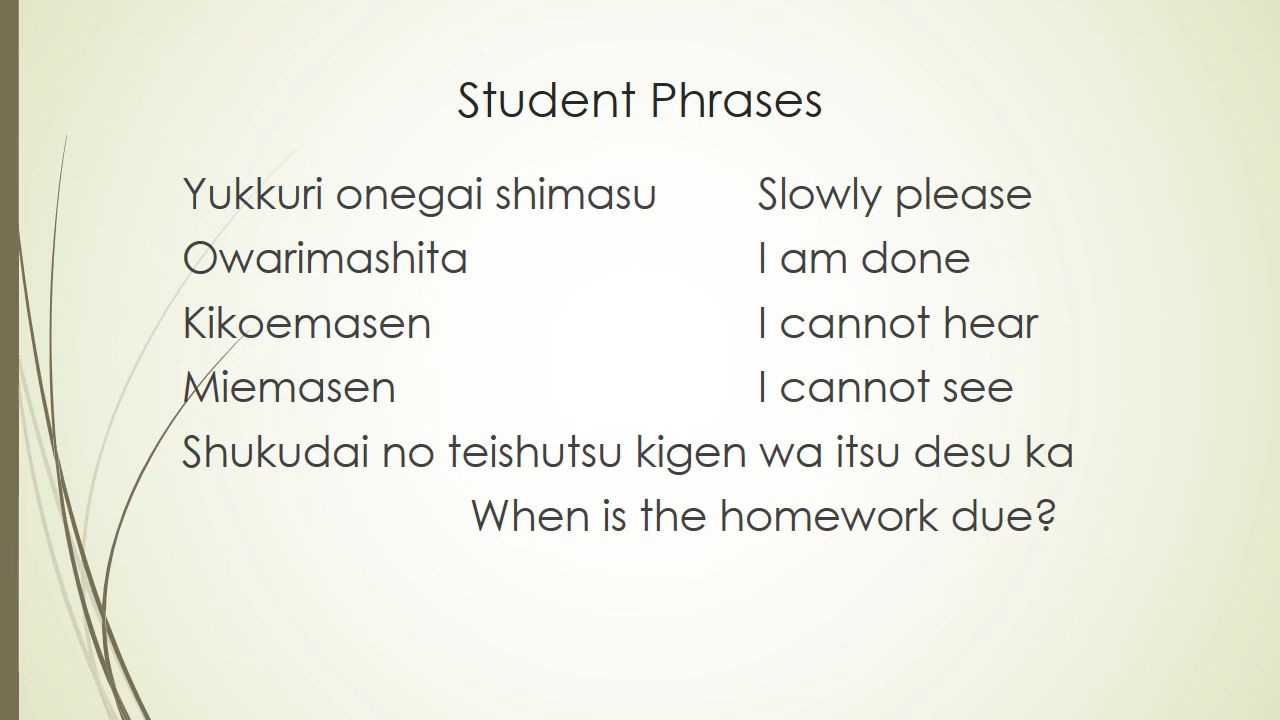 Student Phrases
Yukkuri onegai shimasu Slowly please
Owarimashita I am done
Kikoemasen I cannot hear
Miemasen I cannot see
Shukudai no teishutsu kigen wa itsu desu ka
When is the homework due?